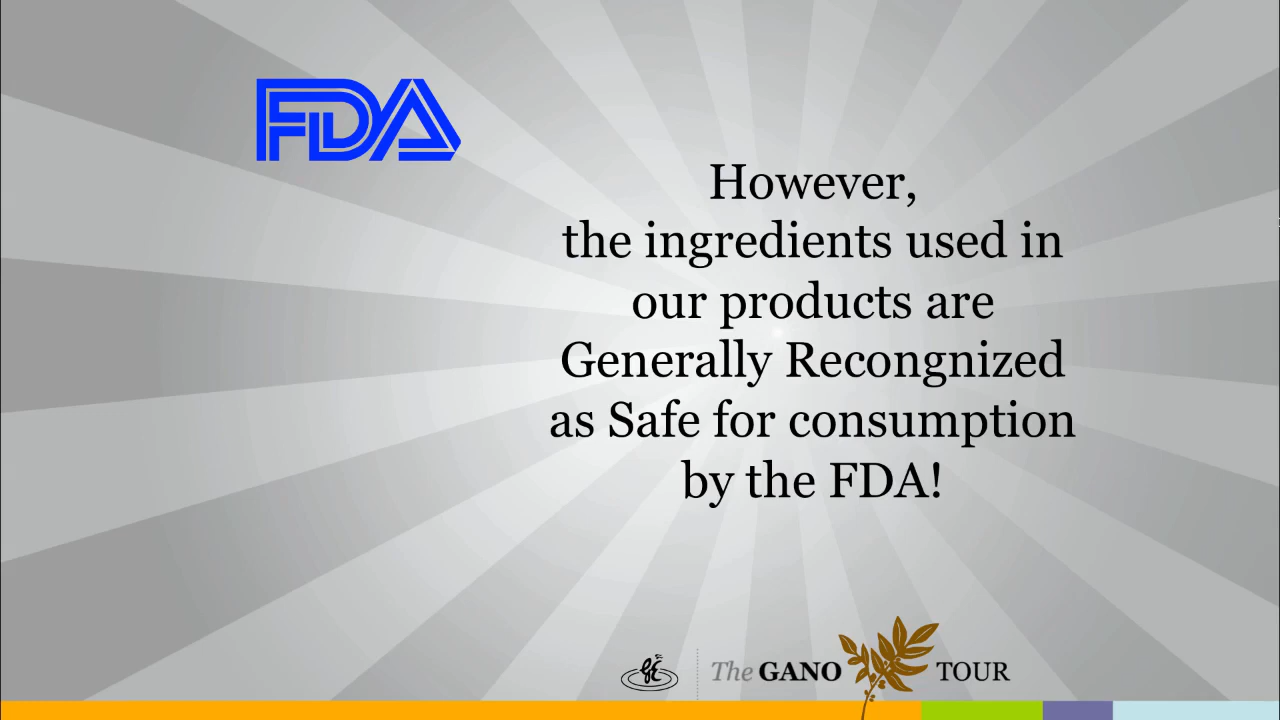 FDA
However,
the ingredients used in
our products are
Generally Recongnized
as Safe for consumption
by the FDA!
The GANO TOUR